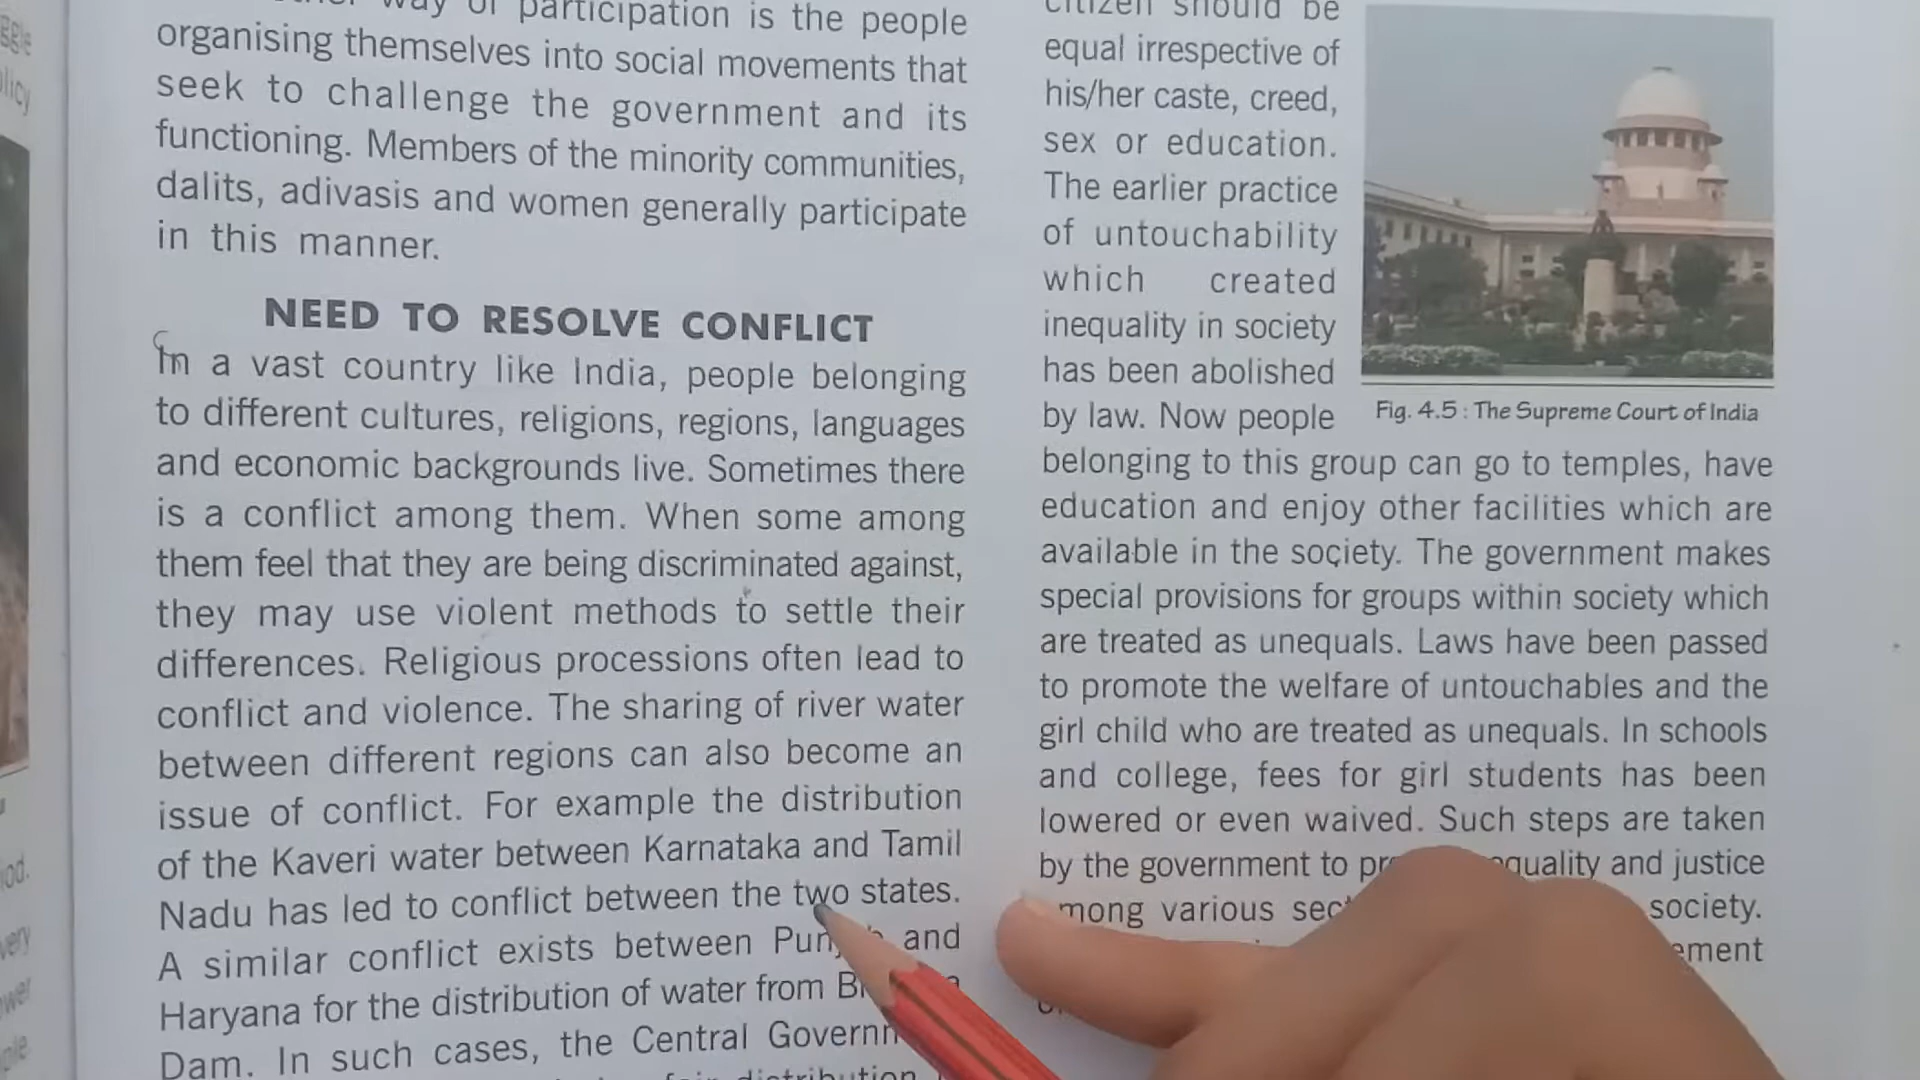 way of participation is the people
organising themselves into social movements that
seek to challenge the government and its
functioning. Members of the minority communities,
dalits, adivasis and women generally participate
in this manner.
NEED TO RESOLVE CONFLICT
In a vast country like India, people belonging
to different cultures, religions, regions, languages
and economic backgrounds live. Sometimes there
is a conflict among them. When some among
them feel that they are being discriminated against,
they may use violent methods to settle their
differences. Religious processions often lead to
conflict and violence. The sharing of river water
between different regions can also become an
issue of conflict. For example the distribution
of the Kaveri water between Karnataka and Tamil
Nadu has led to conflict between the two states.
A similar conflict exists between and
Haryana for the distribution of water from
Dam. In such cases, the Central
distribution
citizen should be
equal irrespective of
his/her caste, creed,
sex or education.
The earlier practice
of untouchability
which created
inequality in society
has been abolished
by law. Now people
belonging to this group can go to temples, have
education and enjoy other facilities which are
available in the society. The government makes
special provisions for groups within society which
are treated as unequals. Laws have been passed
to promote the welfare of untouchables and the
girl child who are treated as unequals. In schools
and college, fees for girl students has been
lowered or even waived. Such steps are taken
by the government to and justice
various society.
Fig. 4.5 : The Supreme Court of India